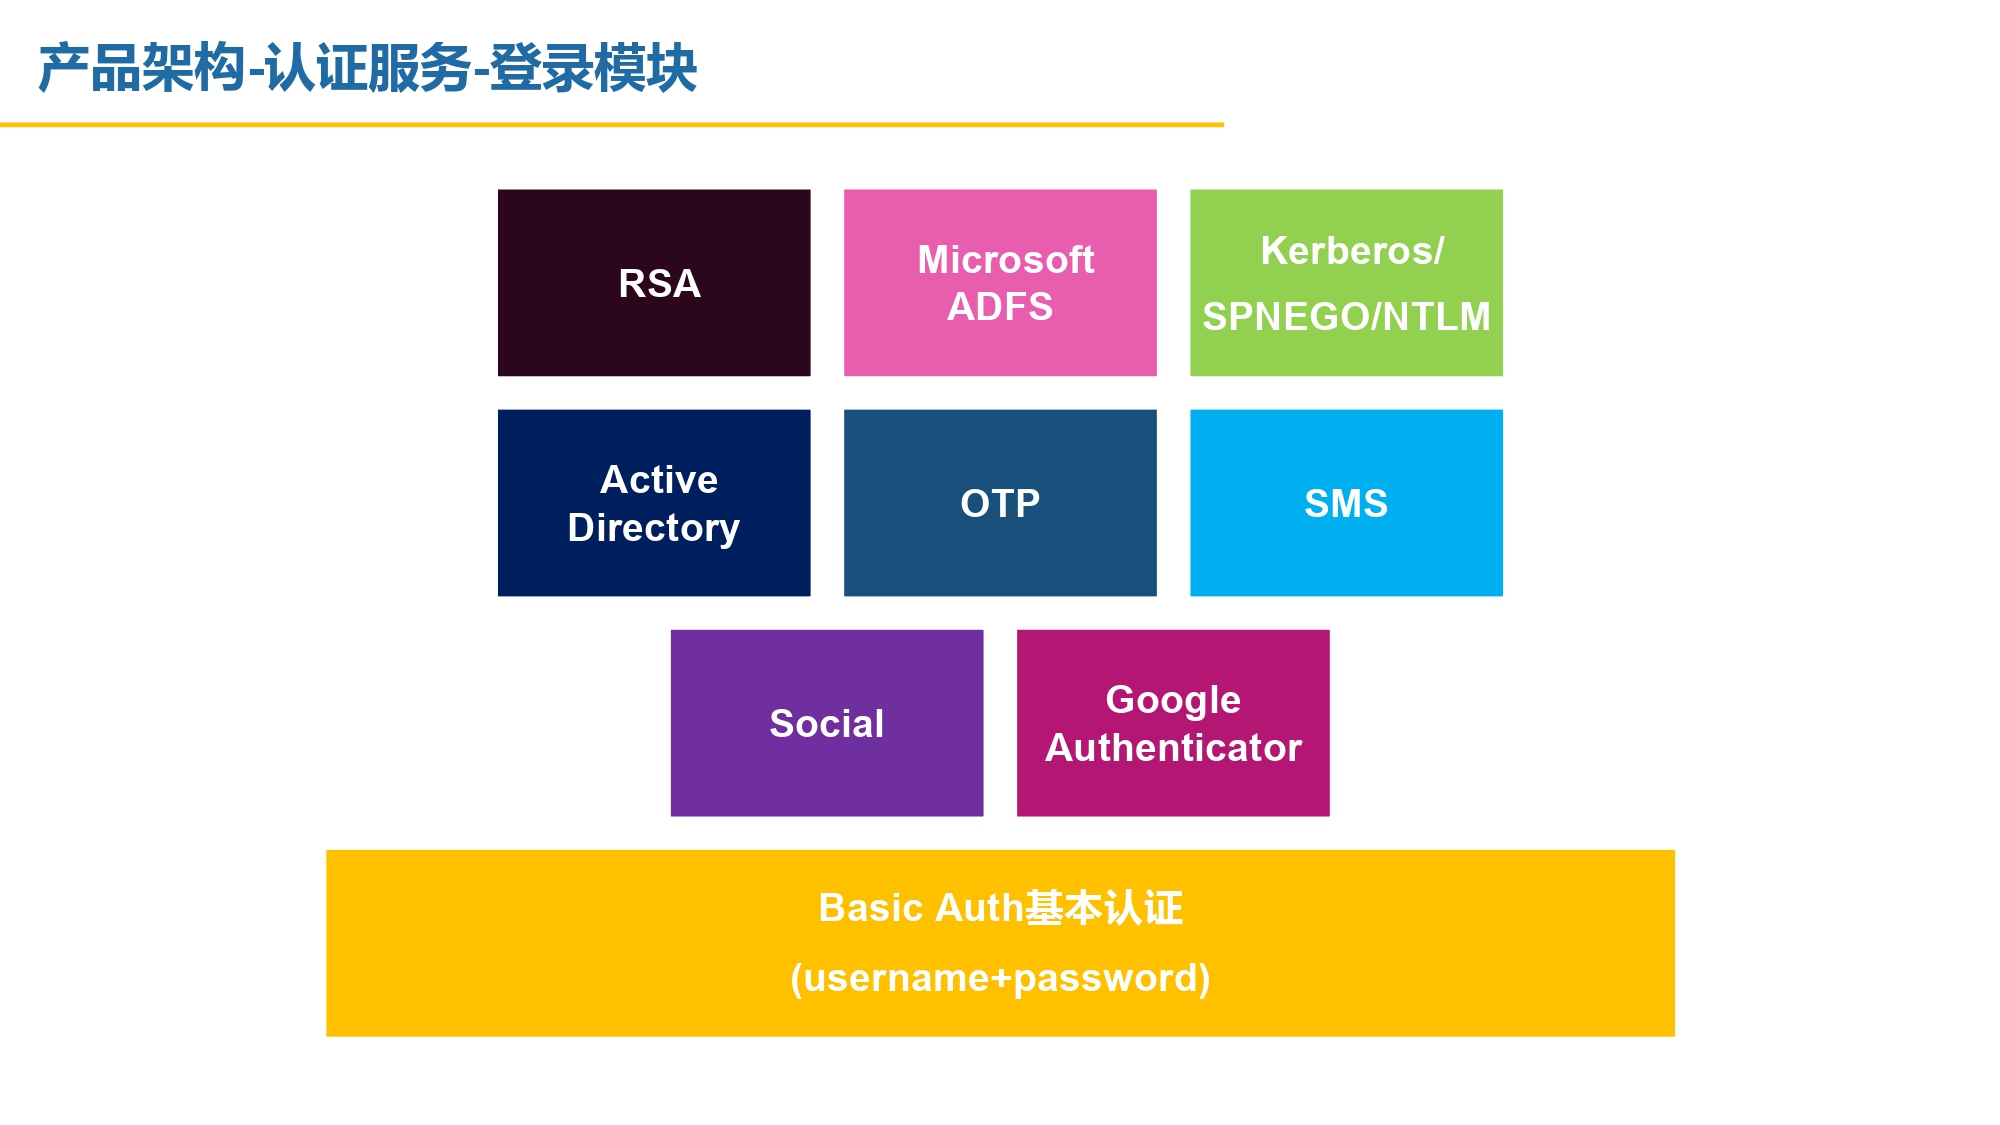 产品架构-认证服务-登录模块
RSA
Microsoft
ADFS
Kerberos/
SPNEGO/NTLM
Active
Directory
OTP
SMS
Social
Google
Authenticator
Basic Auth基本认证
(username+password)